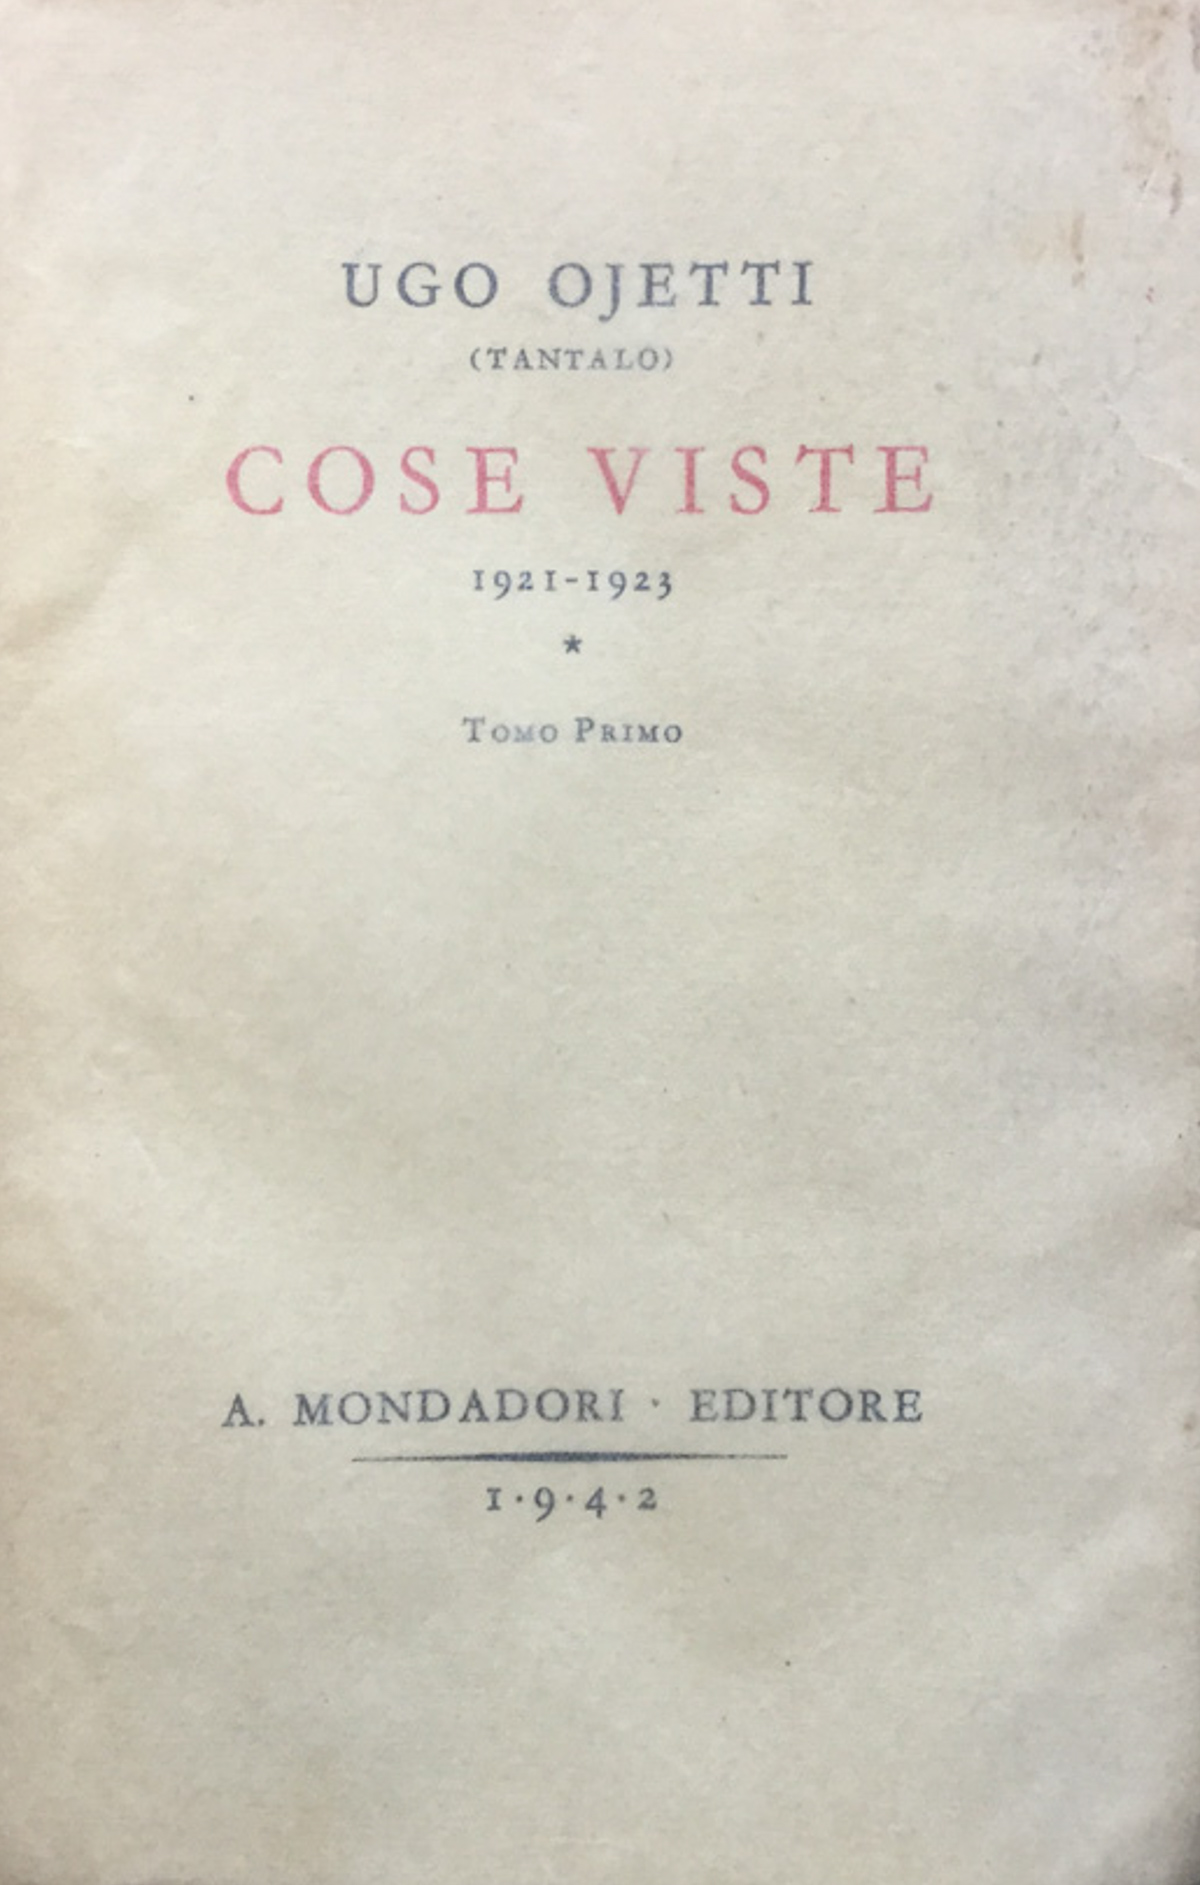 UGO OJETTI
(TANTALO)
COSE VISTE
1921-1923
*
Tomo Primo
A. MONDADORI · EDITORE
1·9·4·2